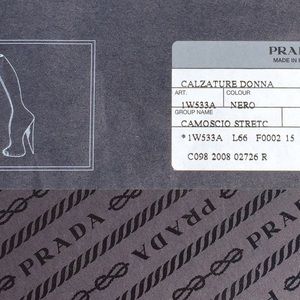 PRADA
MADE IN I
CALZATURE DONNA
ART. COLOUR
1W533A NERO
GROUP NAME
CAMOSCIO STRETC
*1W533A L66 F0002 15
C098 2008 02726 R
PRADA PRADA PRADA
PRADA